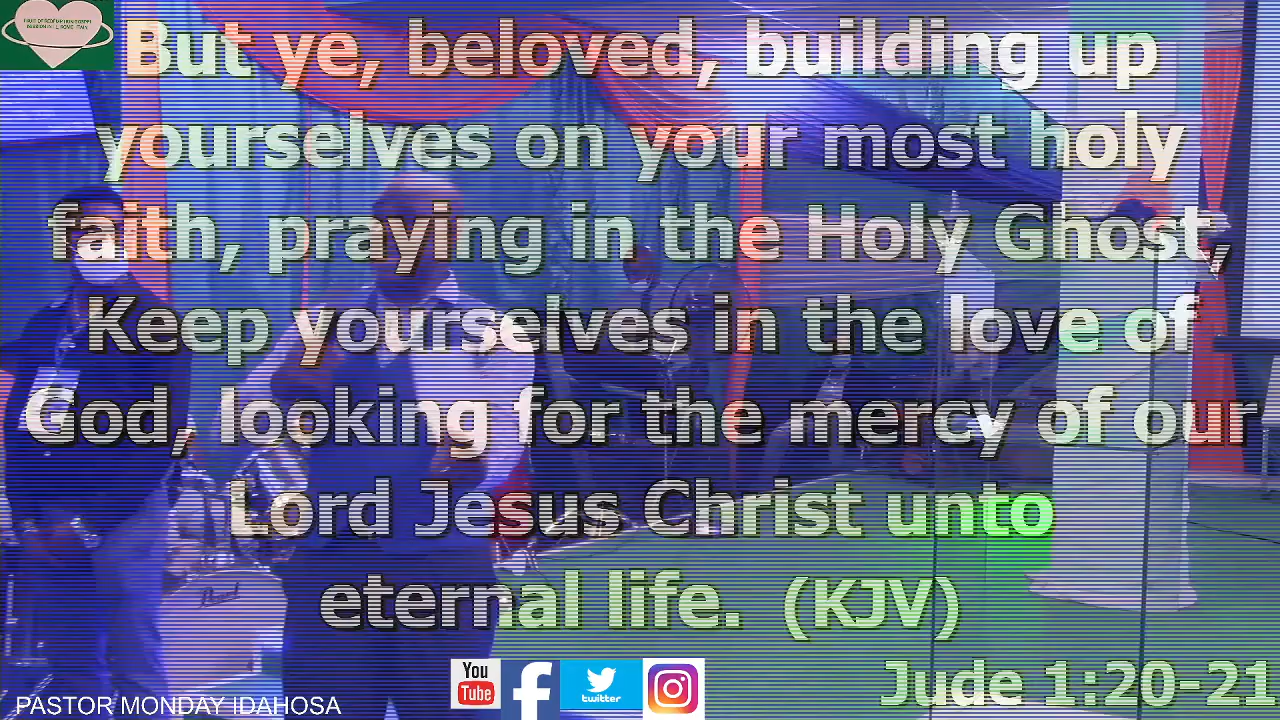 But ye, beloved, building up
yourselves on your most holy
faith, praying in the Holy Ghost,
Keep yourselves in the love of
God, looking for the mercy of our
Lord Jesus Christ unto
eternal life. (KJV)
Jude 1:20-21
You
Tube
twitter
PASTOR MONDAY IDAHOSA
Pearl